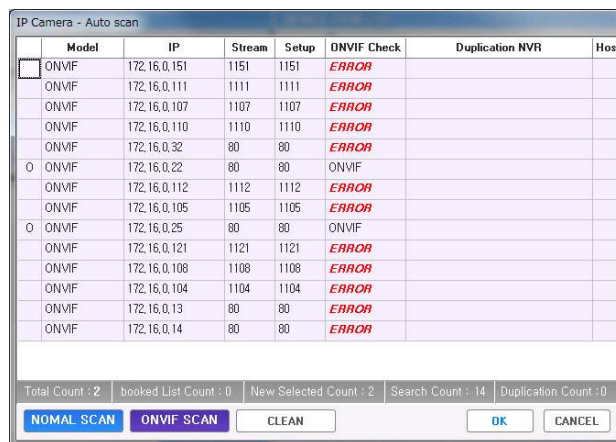 IP Camera - Auto scan
Model IP Stream Setup ONVIF Check Duplication NVR Hos
ONVIF 172,16,0,151 1151 1151 ERROR
ONVIF 172,16,0,111 1111 1111 ERROR
ONVIF 172,16,0,107 1107 1107 ERROR
ONVIF 172,16,0,110 1110 1110 ERROR
ONVIF 172,16,0,32 80 80 ERROR
O ONVIF 172,16,0,22 80 80 ONVIF
ONVIF 172,16,0,112 1112 1112 ERROR
ONVIF 172,16,0,105 1105 1105 ERROR
O ONVIF 172,16,0,25 80 80 ONVIF
ONVIF 172,16,0,121 1121 1121 ERROR
ONVIF 172,16,0,108 1108 1108 ERROR
ONVIF 172,16,0,104 1104 1104 ERROR
ONVIF 172,16,0,13 80 80 ERROR
ONVIF 172,16,0,14 80 80 ERROR
Total Count : 2 booked List Count : 0 New Selected Count : 2 Search Count : 14 Duplication Count :0
NOMAL SCAN ONVIF SCAN CLEAN OK CANCEL